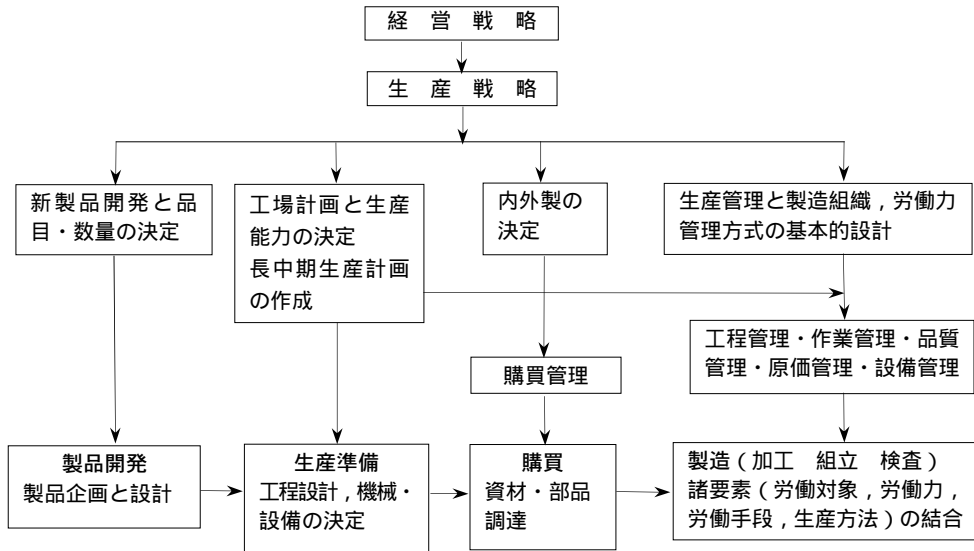 経 営 戦 略
生 産 戦 略
新製品開発と品
目・数量の決定
工場計画と生産
能力の決定
長中期生産計画
の作成
内外製の
決定
生産管理と製造組織，労働力
管理方式の基本的設計
工程管理・作業管理・品質
管理・原価管理・設備管理
購買管理
製品開発
製品企画と設計
生産準備
工程設計，機械・
設備の決定
購買
資材・部品
調達
製造（加工 組立 検査）
諸要素（労働対象，労働力，
労働手段，生産方法）の結合